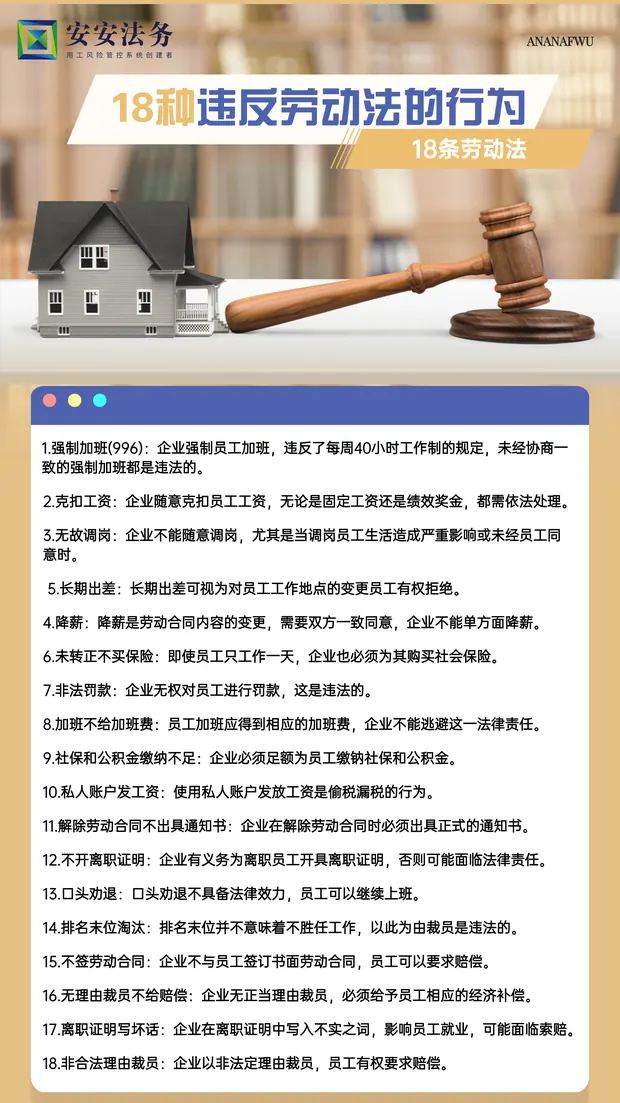 安安法务
用工风险管控系统创建者
ANANAFWU
18种违反劳动法的行为
18条劳动法
1.强制加班(996)：企业强制员工加班，违反了每周40小时工作制的规定，未经协商一
致的强制加班都是违法的。
2.克扣工资：企业随意克扣员工工资，无论是固定工资还是绩效奖金，都需依法处理。
3.无故调岗：企业不能随意调岗，尤其是当调岗员工生活造成严重影响或未经员工同
意时。
5.长期出差：长期出差可视为对员工工作地点的变更员工有权拒绝。
4.降薪：降薪是劳动合同内容的变更，需要双方一致同意，企业不能单方面降薪。
6.未转正不买保险：即使员工只工作一天，企业也必须为其购买社会保险。
7.非法罚款：企业无权对员工进行罚款，这是违法的。
8.加班不给加班费：员工加班应得到相应的加班费，企业不能逃避这一法律责任。
9.社保和公积金缴纳不足：企业必须足额为员工缴钠社保和公积金。
10.私人账户发工资：使用私人账户发放工资是偷税漏税的行为。
11.解除劳动合同不出具通知书：企业在解除劳动合同时必须出具正式的通知书。
12.不开离职证明：企业有义务为离职员工开具离职证明，否则可能面临法律责任。
13.口头劝退：口头劝退不具备法律效力，员工可以继续上班。
14.排名末位淘汰：排名末位并不意味着不胜任工作，以此为由裁员是违法的。
15.不签劳动合同：企业不与员工签订书面劳动合同，员工可以要求赔偿。
16.无理由裁员不给赔偿：企业无正当理由裁员，必须给予员工相应的经济补偿。
17.离职证明写坏话：企业在离职证明中写入不实之词，影响员工就业，可能面临索赔。
18.非合法理由裁员：企业以非法定理由裁员，员工有权要求赔偿。